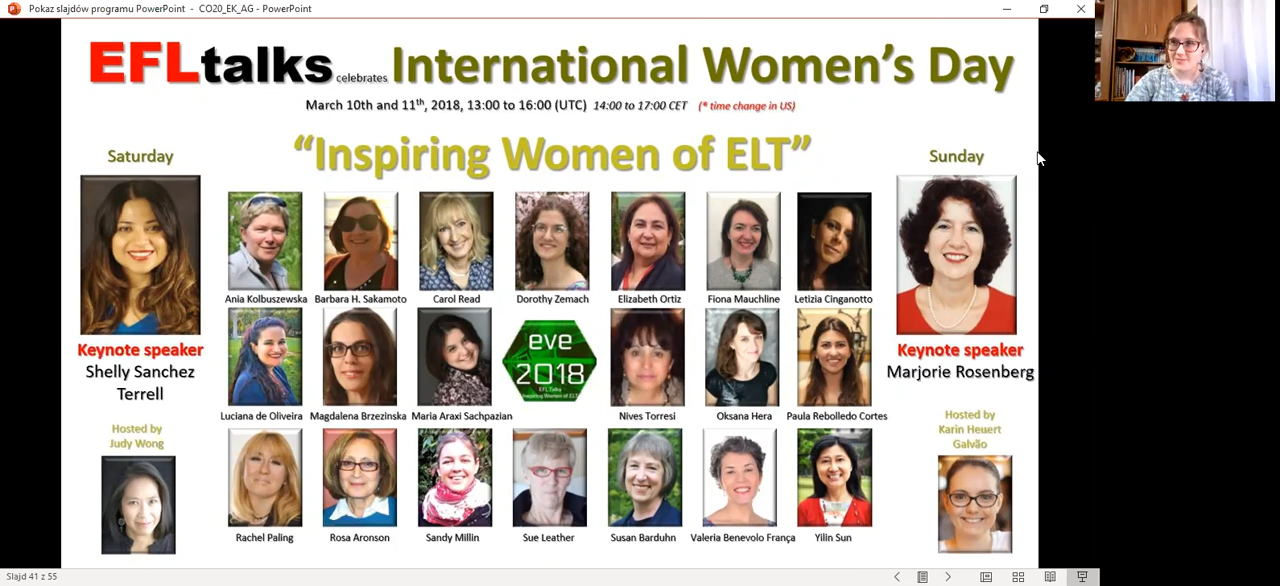 Pokaz slajdów programu PowerPoint - CO20_EK_AG - PowerPoint
EFLtalks celebrates International Women's Day
March 10th and 11th, 2018, 13:00 to 16:00 (UTC) 14:00 to 17:00 CET (* time change in US)
"Inspiring Women of ELT"
Saturday
Sunday
Ania Kolbuszewska
Barbara H. Sakamoto
Carol Read
Dorothy Zemach
Elizabeth Ortiz
Fiona Mauchline
Letizia Cinganotto
Keynote speaker
Shelly Sanchez
Terrell
Keynote speaker
Marjorie Rosenberg
eve
2018
EFLTalks
Inspiring Women of ELT
Luciana de Oliveira
Magdalena Brzezinska
Maria Araxi Sachpazian
Nives Torresi
Oksana Hera
Paula Rebolledo Cortes
Hosted by
Judy Wong
Hosted by
Karin Heuert
Galvão
Rachel Paling
Rosa Aronson
Sandy Millin
Sue Leather
Susan Barduhn
Valeria Benevolo França
Yilin Sun
Slajd 41 z 55